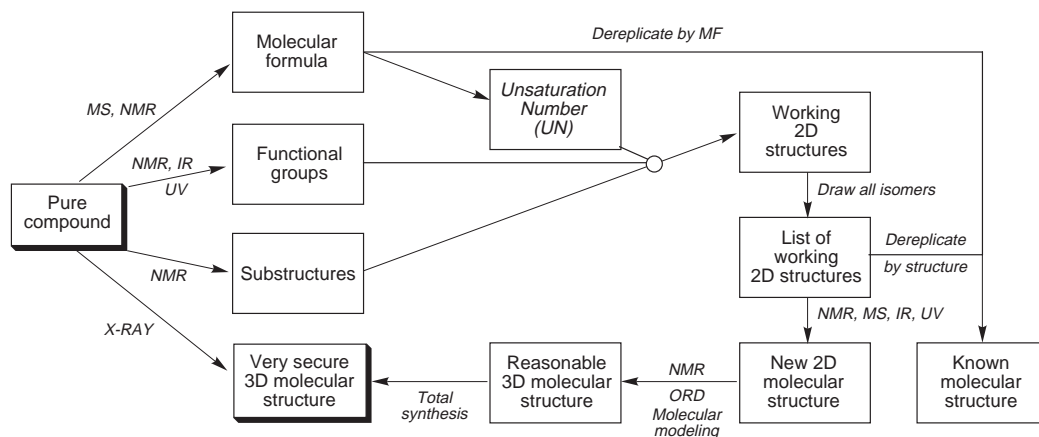 Molecular
formula
Dereplicate by MF
MS, NMR
Unsaturation
Number
(UN)
Working
2D
structures
NMR, IR
UV
Functional
groups
Pure
compound
Draw all isomers
NMR
Substructures
List of
working
2D structures
Dereplicate
by structure
X-RAY
NMR, MS, IR, UV
Very secure
3D molecular
structure
Total
synthesis
Reasonable
3D molecular
structure
NMR
ORD
Molecular
modeling
New 2D
molecular
structure
Known
molecular
structure